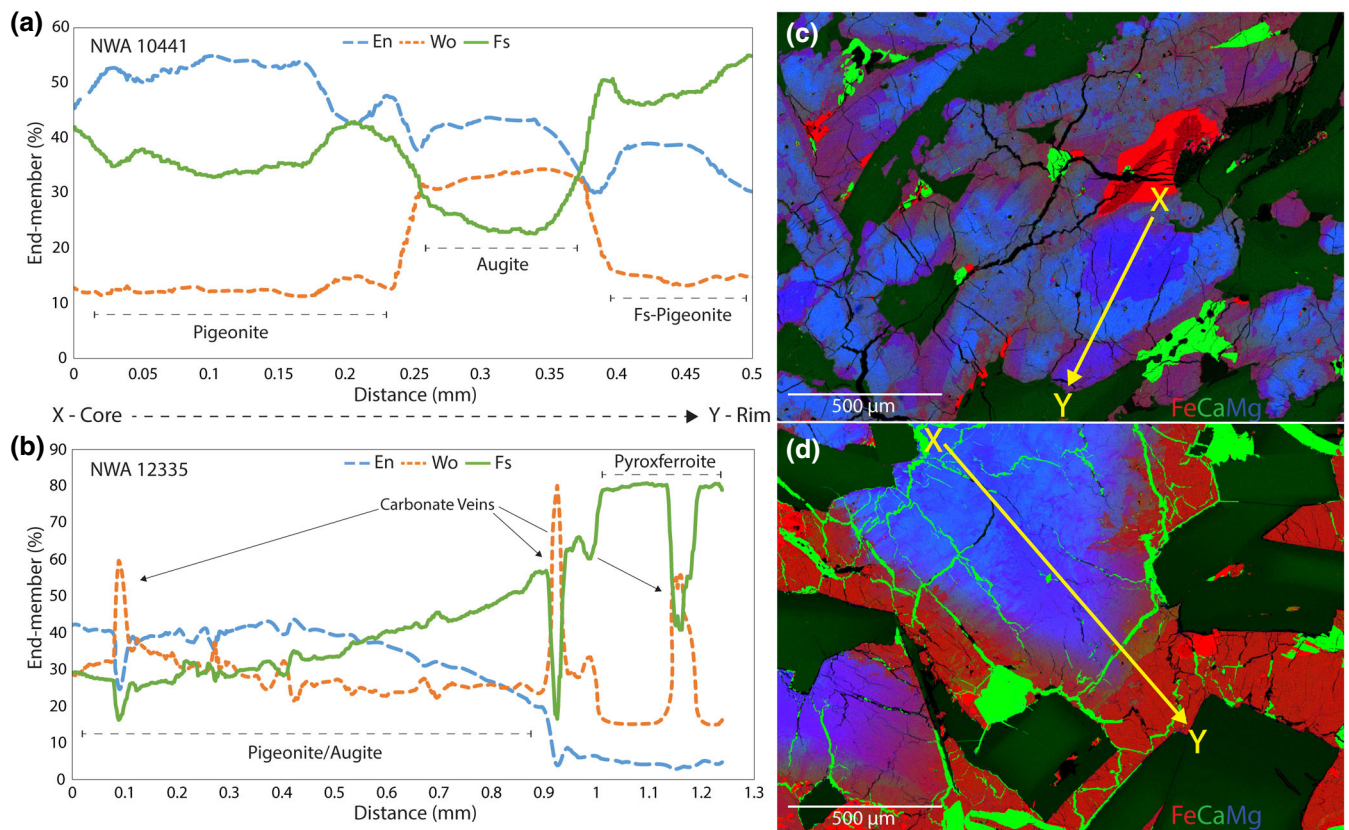 (a)
60
50
40
30
20
10
0
End-member (%)
NWA 10441
En Wo Fs
Pigeonite
Augite
Fs-Pigeonite
0 0.05 0.1 0.15 0.2 0.25 0.3 0.35 0.4 0.45 0.5
Distance (mm)
X - Core Y - Rim
(b)
90
80
70
60
50
40
30
20
10
0
End-member (%)
NWA 12335
En Wo Fs
Pyroxferroite
Carbonate Veins
Pigeonite/Augite
0 0.1 0.2 0.3 0.4 0.5 0.6 0.7 0.8 0.9 1 1.1 1.2 1.3
Distance (mm)
(c)
X
Y
500 µm
FeCaMg
(d)
X
Y
500 µm
FeCaMg